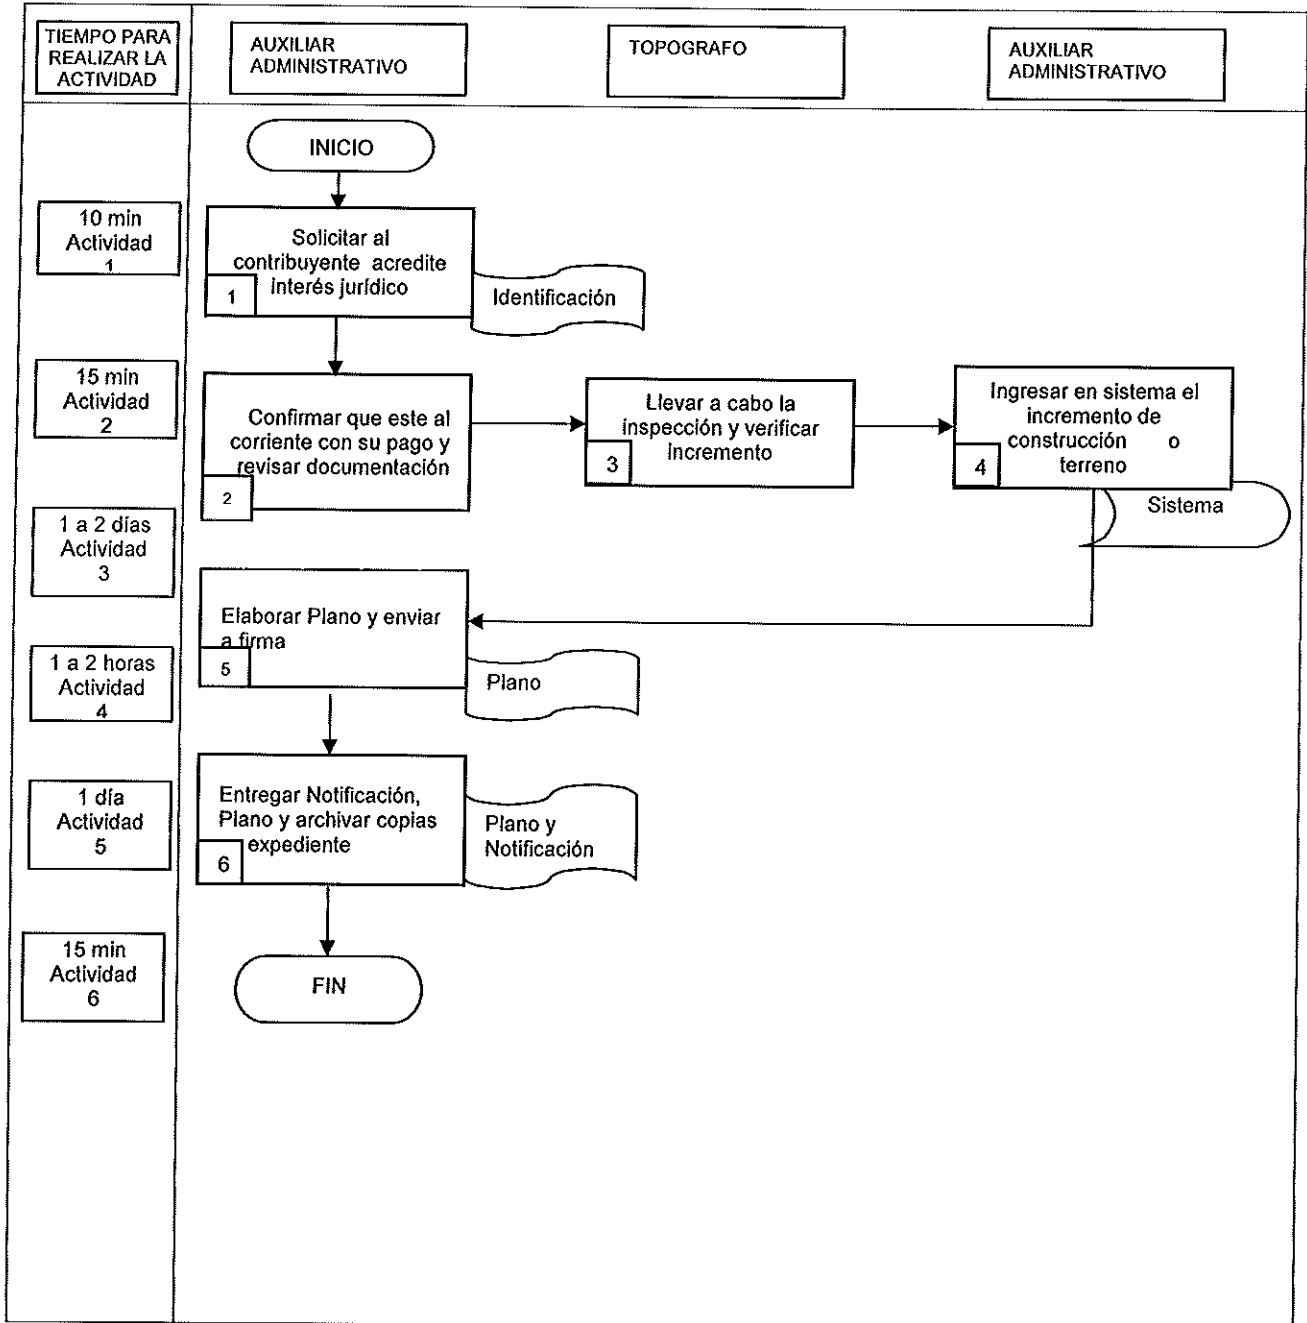 TIEMPO PARA
REALIZAR LA
ACTIVIDAD
AUXILIAR
ADMINISTRATIVO
TOPOGRAFO
AUXILIAR
ADMINISTRATIVO
INICIO
10 min
Actividad
1
Solicitar al
contribuyente acredite
interés jurídico
1
Identificación
15 min
Actividad
2
Confirmar que este al
corriente con su pago y
revisar documentación
2
Llevar a cabo la
inspección y verificar
incremento
3
Ingresar en sistema el
incremento de
construcción o
terreno
4
Sistema
1 a 2 días
Actividad
3
Elaborar Plano y enviar
a firma
5
Plano
1 a 2 horas
Actividad
4
1 día
Actividad
5
Entregar Notificación,
Plano y archivar copias
expediente
6
Plano y
Notificación
15 min
Actividad
6
FIN